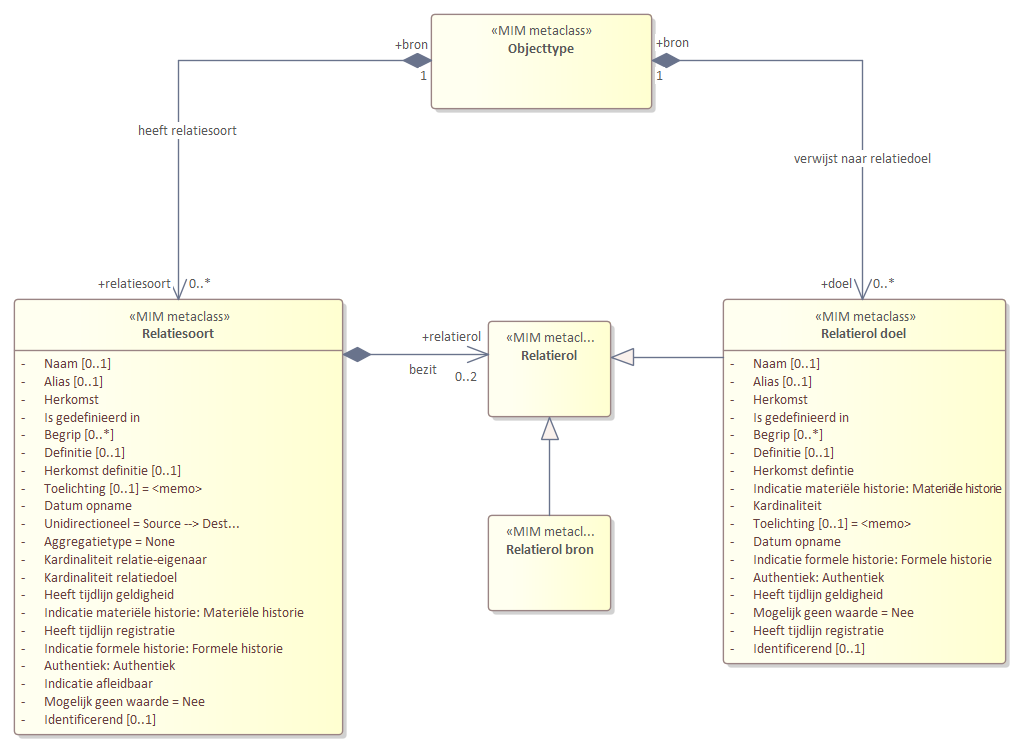 «MIM metaclass»
Objecttype
+bron
1
+bron
1
heeft relatiesoort
verwijst naar relatiedoel
+relatiesoort
0..*
+doel
0..*
«MIM metaclass»
Relatiesoort
- Naam [0..1]
- Alias [0..1]
- Herkomst
- Is gedefinieerd in
- Begrip [0..*]
- Definitie [0..1]
- Herkomst definitie [0..1]
- Toelichting [0..1] = <memo>
- Datum opname
- Unidirectioneel = Source --> Dest...
- Aggregatietype = None
- Kardinaliteit relatie-eigenaar
- Kardinaliteit relatiedoel
- Heeft tijdlijn geldigheid
- Indicatie materiële historie: Materiële historie
- Heeft tijdlijn registratie
- Indicatie formele historie: Formele historie
- Authentiek: Authentiek
- Indicatie afleidbaar
- Mogelijk geen waarde = Nee
- Identificerend [0..1]
+relatierol
bezit
0..2
«MIM metacl...
Relatierol
«MIM metacl...
Relatierol bron
«MIM metaclass»
Relatierol doel
- Naam [0..1]
- Alias [0..1]
- Herkomst
- Is gedefinieerd in
- Begrip [0..*]
- Definitie [0..1]
- Herkomst defintie
- Indicatie materiële historie: Materiële historie
- Kardinaliteit
- Toelichting [0..1] = <memo>
- Datum opname
- Indicatie formele historie: Formele historie
- Authentiek: Authentiek
- Heeft tijdlijn geldigheid
- Mogelijk geen waarde = Nee
- Heeft tijdlijn registratie
- Identificerend [0..1]